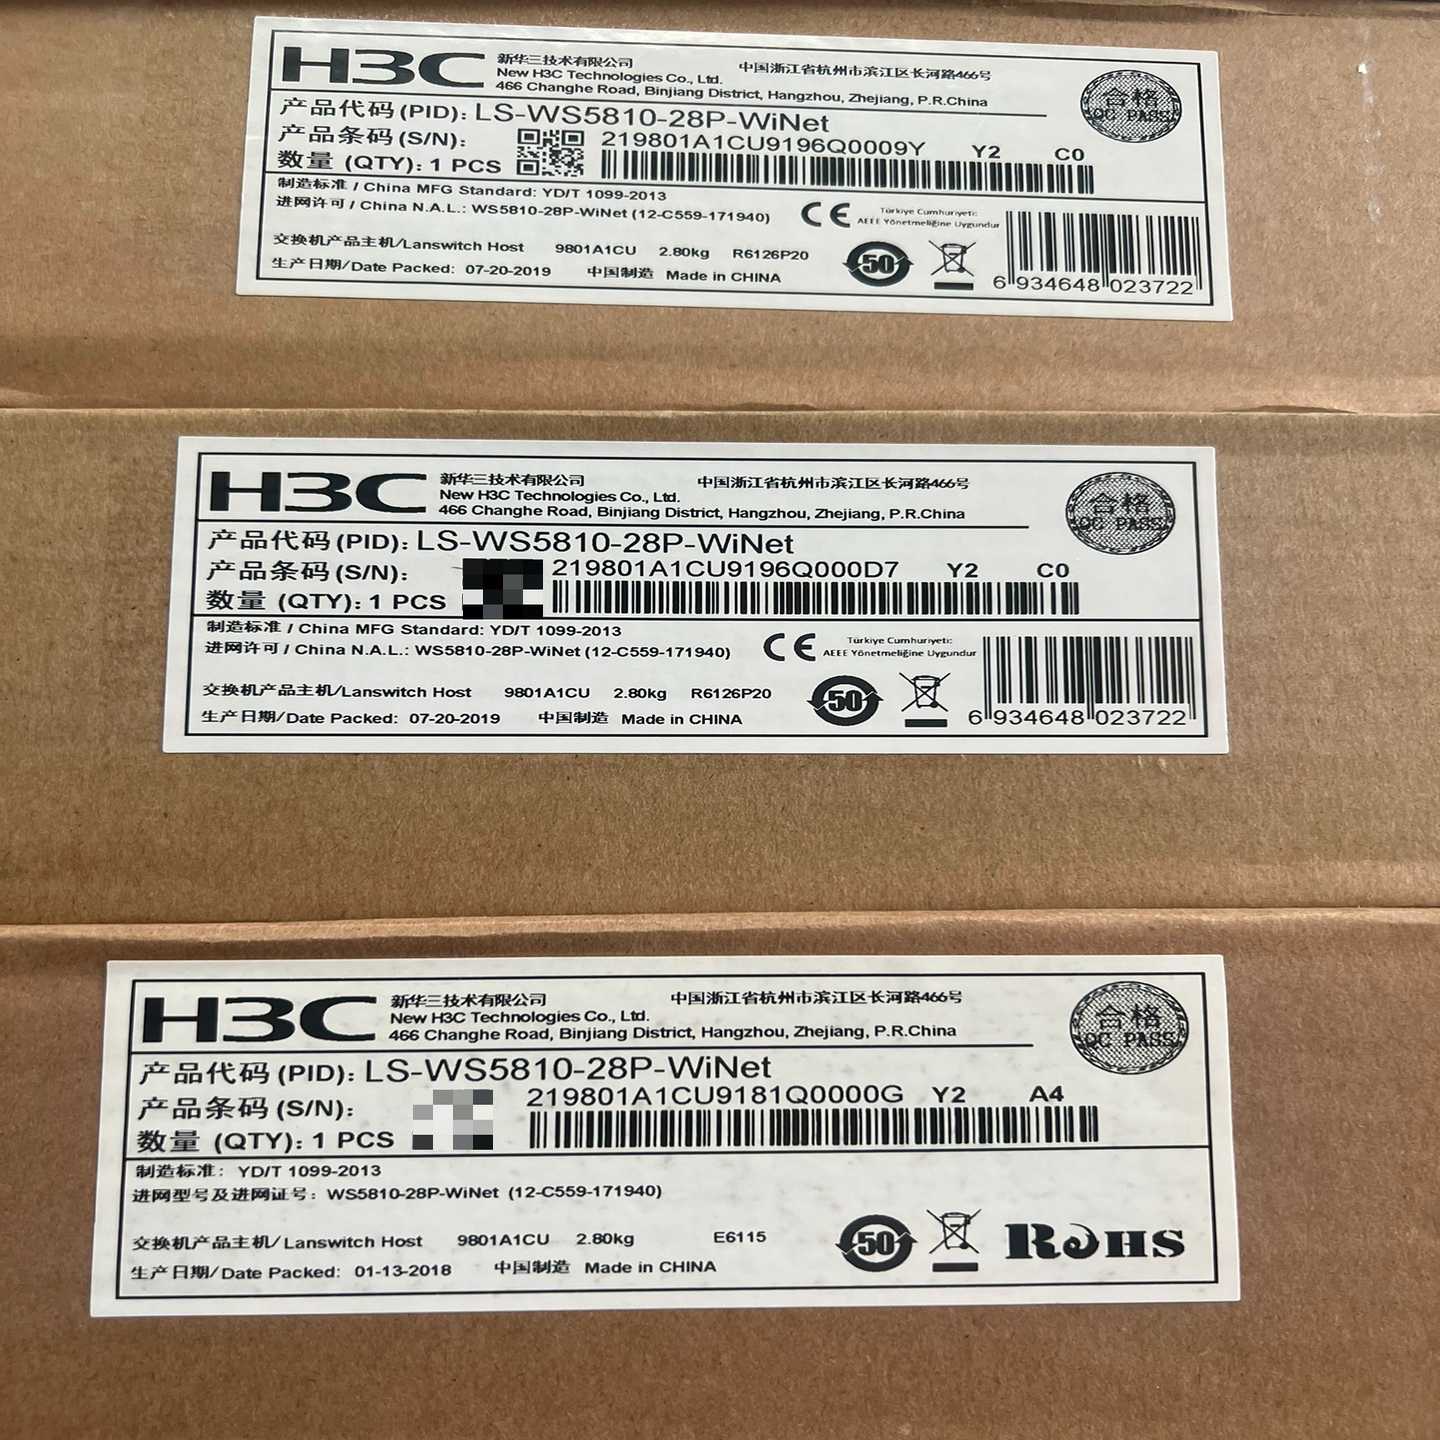 H3C 新华三技术有限公司 中国浙江省杭州市滨江区长河路466号
New H3C Technologies Co., Ltd.
466 Changhe Road, Binjiang District, Hangzhou, Zhejiang, P.R.China
合格
QC PASS
产品代码(PID): LS-WS5810-28P-WiNet
产品条码(S/N): 219801A1CU9196Q0009Y Y2 C0
数量 (QTY): 1 PCS
制造标准 / China MFG Standard: YD/T 1099-2013
进网许可 / China N.A.L.: WS5810-28P-WiNet (12-C559-171940)
CE Türkiye Cumhuriyeti:
AEEE Yönetmeliğine Uygundur
交换机产品主机/Lanswitch Host 9801A1CU 2.80kg R6126P20
生产日期/Date Packed: 07-20-2019 中国制造 Made in CHINA
50
6 934648 023722
H3C 新华三技术有限公司 中国浙江省杭州市滨江区长河路466号
New H3C Technologies Co., Ltd.
466 Changhe Road, Binjiang District, Hangzhou, Zhejiang, P.R.China
合格
QC PASS
产品代码(PID): LS-WS5810-28P-WiNet
产品条码(S/N): 219801A1CU9196Q000D7 Y2 C0
数量 (QTY): 1 PCS
制造标准 / China MFG Standard: YD/T 1099-2013
进网许可 / China N.A.L.: WS5810-28P-WiNet (12-C559-171940)
CE Türkiye Cumhuriyeti:
AEEE Yönetmeliğine Uygundur
交换机产品主机/Lanswitch Host 9801A1CU 2.80kg R6126P20
生产日期/Date Packed: 07-20-2019 中国制造 Made in CHINA
50
6 934648 023722
H3C 新华三技术有限公司 中国浙江省杭州市滨江区长河路466号
New H3C Technologies Co., Ltd.
466 Changhe Road, Binjiang District, Hangzhou, Zhejiang, P.R.China
合格
QC PASS
产品代码(PID): LS-WS5810-28P-WiNet
产品条码(S/N): 219801A1CU9181Q0000G Y2 A4
数量 (QTY): 1 PCS
制造标准: YD/T 1099-2013
进网型号及进网证号: WS5810-28P-WiNet (12-C559-171940)
交换机产品主机/Lanswitch Host 9801A1CU 2.80kg E6115
生产日期/Date Packed: 01-13-2018 中国制造 Made in CHINA
50
RoHS